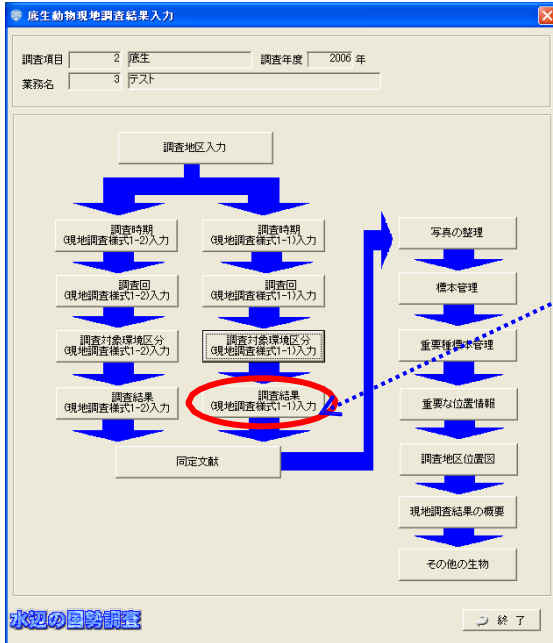 底生動物現地調査結果入力
調査項目 2 底生 調査年度 2006 年
業務名 3 テスト
調査地区入力
調査時期
(現地調査様式1-2)入力
調査時期
(現地調査様式1-1)入力
写真の整理
調査回
(現地調査様式1-2)入力
調査回
(現地調査様式1-1)入力
標本管理
調査対象環境区分
(現地調査様式1-2)入力
調査対象環境区分
(現地調査様式1-1)入力
重要種標本管理
調査結果
(現地調査様式1-2)入力
調査結果
(現地調査様式1-1)入力
重要な位置情報
同定文献
調査地区位置図
現地調査結果の概要
その他の生物
水辺の国勢調査
終 了